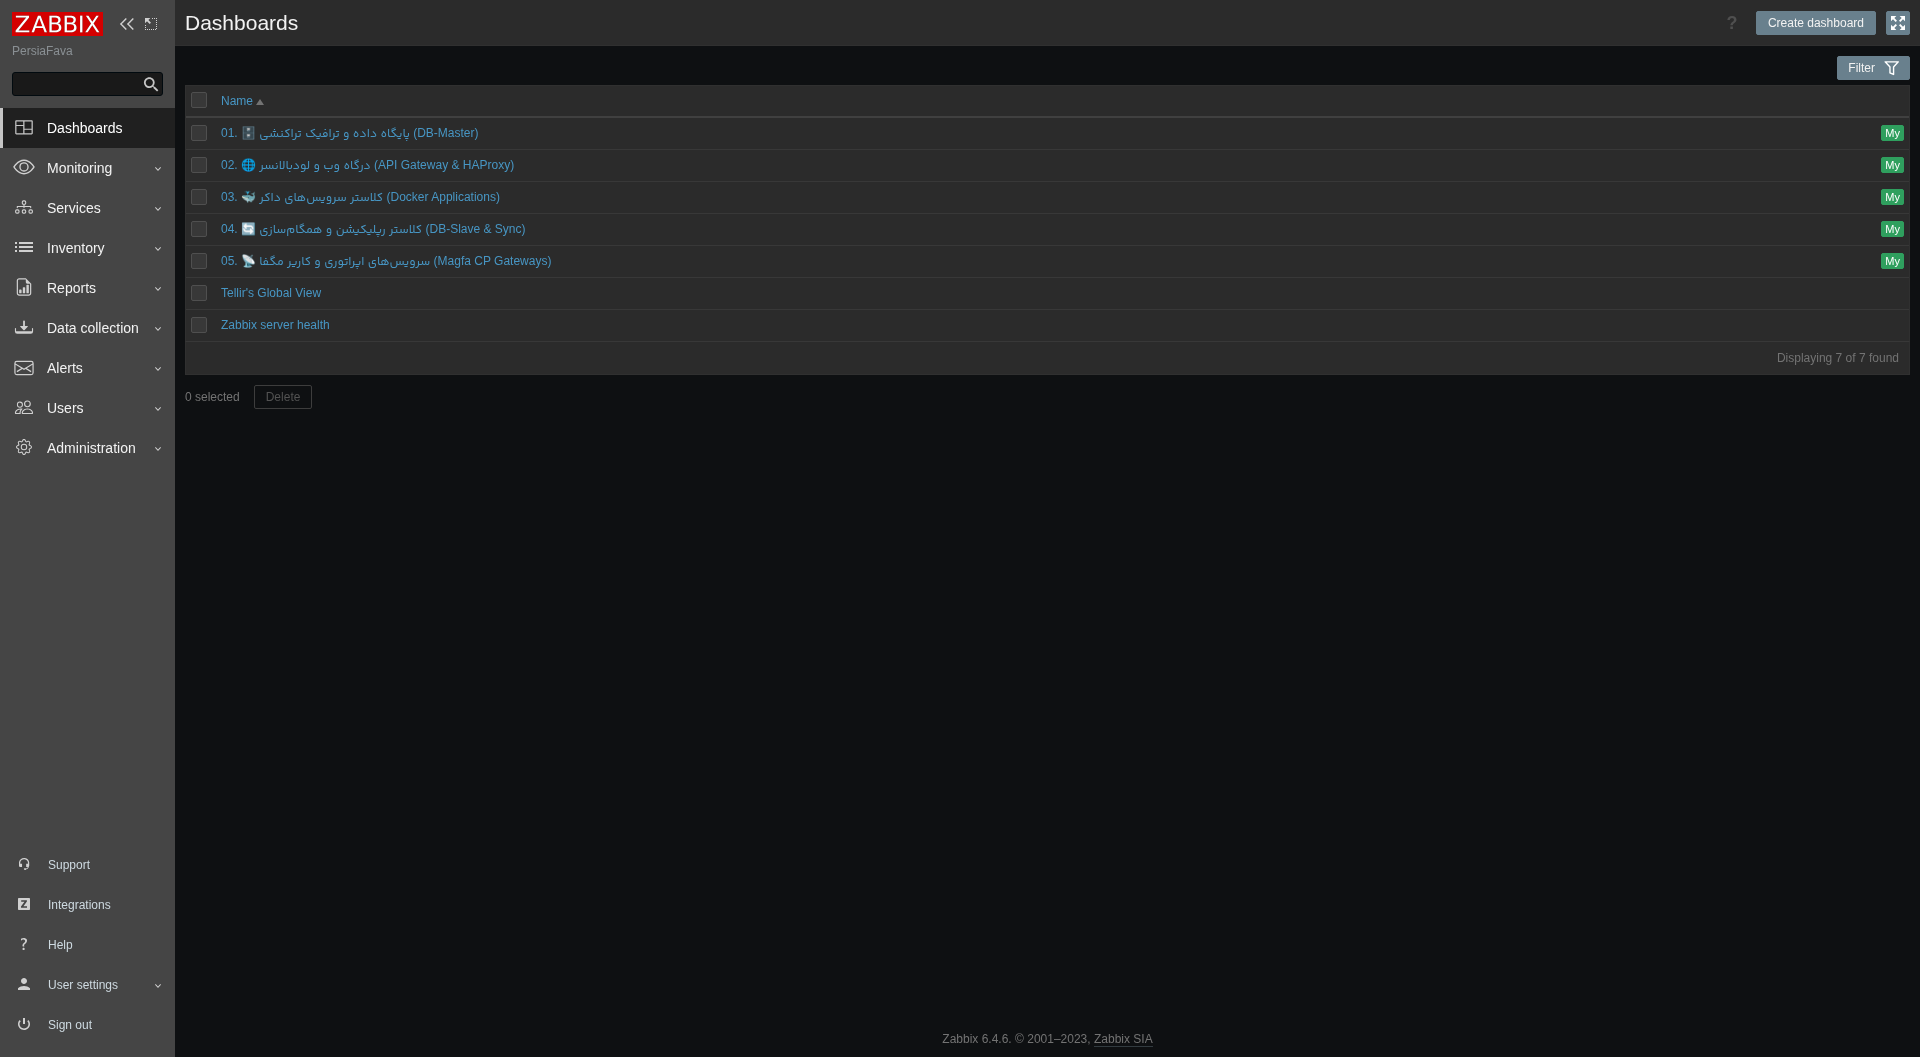 ZABBIX
PersiaFava
Dashboards
Monitoring
Services
Inventory
Reports
Data collection
Alerts
Users
Administration
Support
Integrations
Help
User settings
Sign out
Dashboards
? Create dashboard
Filter
Name
01. 🗄️ پایگاه داده و ترافیک تراکنشی (DB-Master) My
02. 🌐 درگاه وب و لودبالانسر (API Gateway & HAProxy) My
03. 🐳 کلاستر سرویس‌های داکر (Docker Applications) My
04. 🔄 کلاستر رپلیکیشن و همگام‌سازی (DB-Slave & Sync) My
05. 📡 سرویس‌های اپراتوری و کاریر مگفا (Magfa CP Gateways) My
Tellir's Global View
Zabbix server health
Displaying 7 of 7 found
0 selected Delete
Zabbix 6.4.6. © 2001–2023, Zabbix SIA